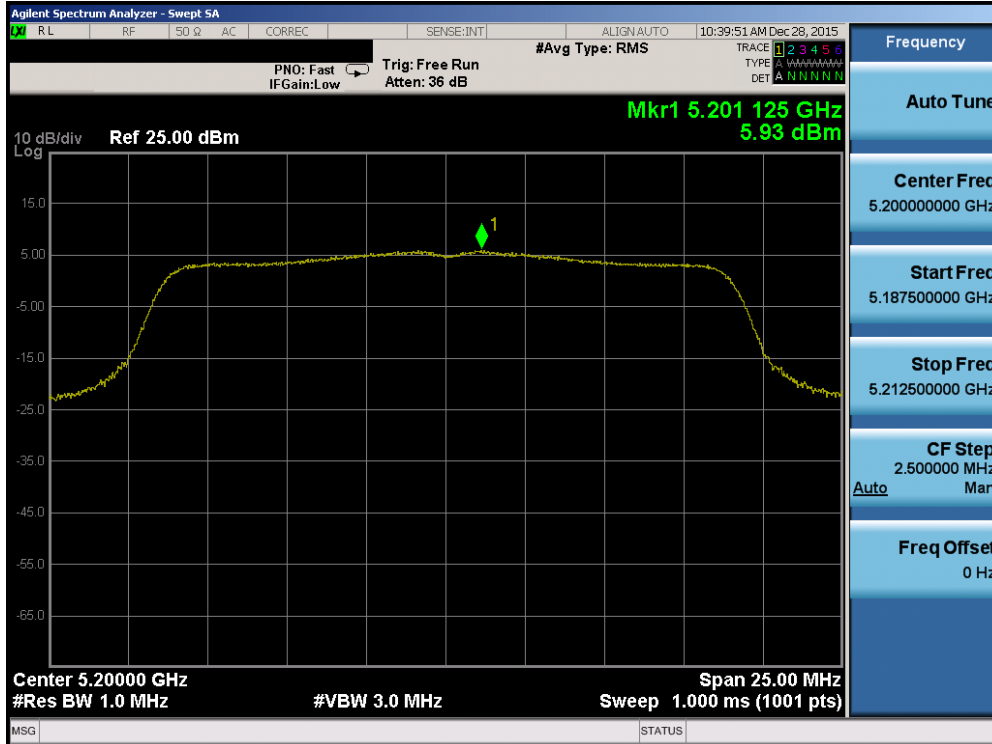 Agilent Spectrum Analyzer - Swept SA
LXI RL RF 50 Ω AC CORREC SENSE:INT ALIGN AUTO 10:39:51 AM Dec 28, 2015
#Avg Type: RMS TRACE 1 2 3 4 5 6
PNO: Fast Trig: Free Run TYPE A WWWWW
IFGain:Low Atten: 36 dB DET A N N N N N
Mkr1 5.201 125 GHz
5.93 dBm
10 dB/div Ref 25.00 dBm
Log
15.0
1
5.00
-5.00
-15.0
-25.0
-35.0
-45.0
-55.0
-65.0
Center 5.20000 GHz Span 25.00 MHz
#Res BW 1.0 MHz #VBW 3.0 MHz Sweep 1.000 ms (1001 pts)
MSG STATUS
Frequency
Auto Tune
Center Freq
5.200000000 GHz
Start Freq
5.187500000 GHz
Stop Freq
5.212500000 GHz
CF Step
2.500000 MHz
Auto Man
Freq Offset
0 Hz